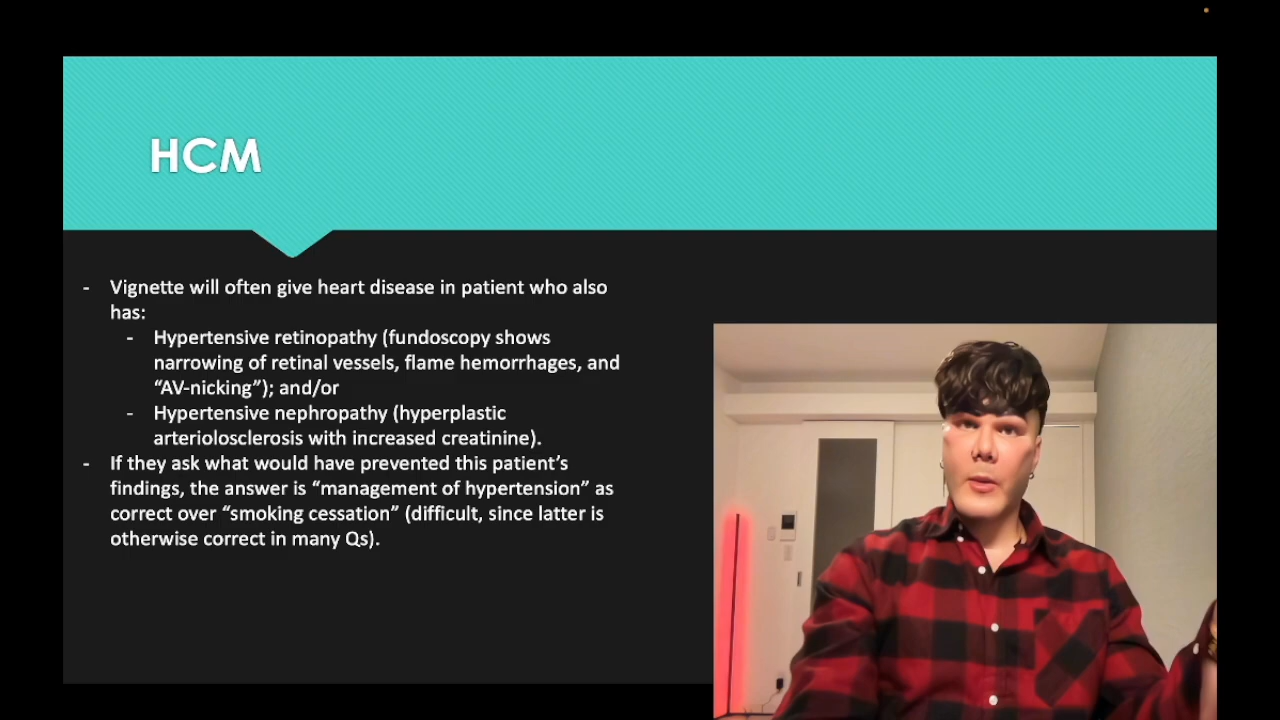 HCM
- Vignette will often give heart disease in patient who also
has:
- Hypertensive retinopathy (fundoscopy shows
narrowing of retinal vessels, flame hemorrhages, and
“AV-nicking”); and/or
- Hypertensive nephropathy (hyperplastic
arteriolosclerosis with increased creatinine).
- If they ask what would have prevented this patient’s
findings, the answer is “management of hypertension” as
correct over “smoking cessation” (difficult, since latter is
otherwise correct in many Qs).